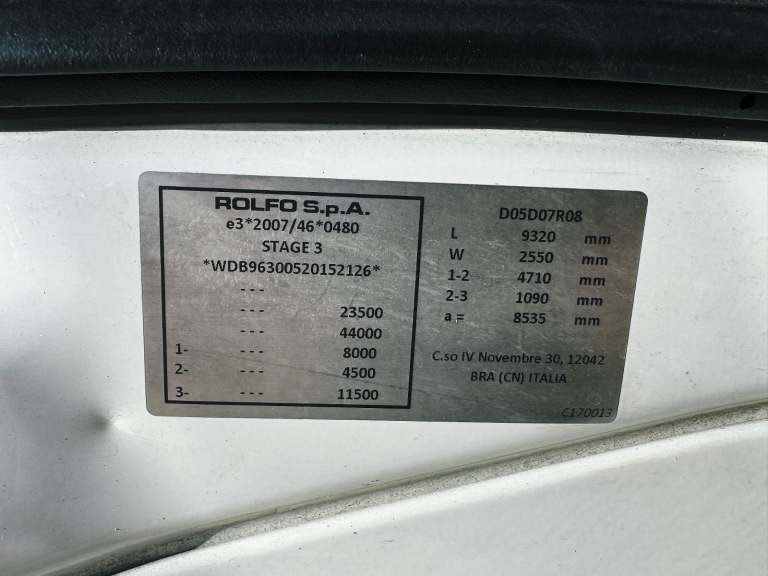 ROLFO S.p.A.
e3*2007/46*0480
STAGE 3
*WDB96300520152126*
- - -
- - - 23500
- - - 44000
1- - - - 8000
2- - - - 4500
3- - - - 11500
D05D07R08
L 9320 mm
W 2550 mm
1-2 4710 mm
2-3 1090 mm
a = 8535 mm
C.so IV Novembre 30, 12042
BRA (CN) ITALIA
C170013